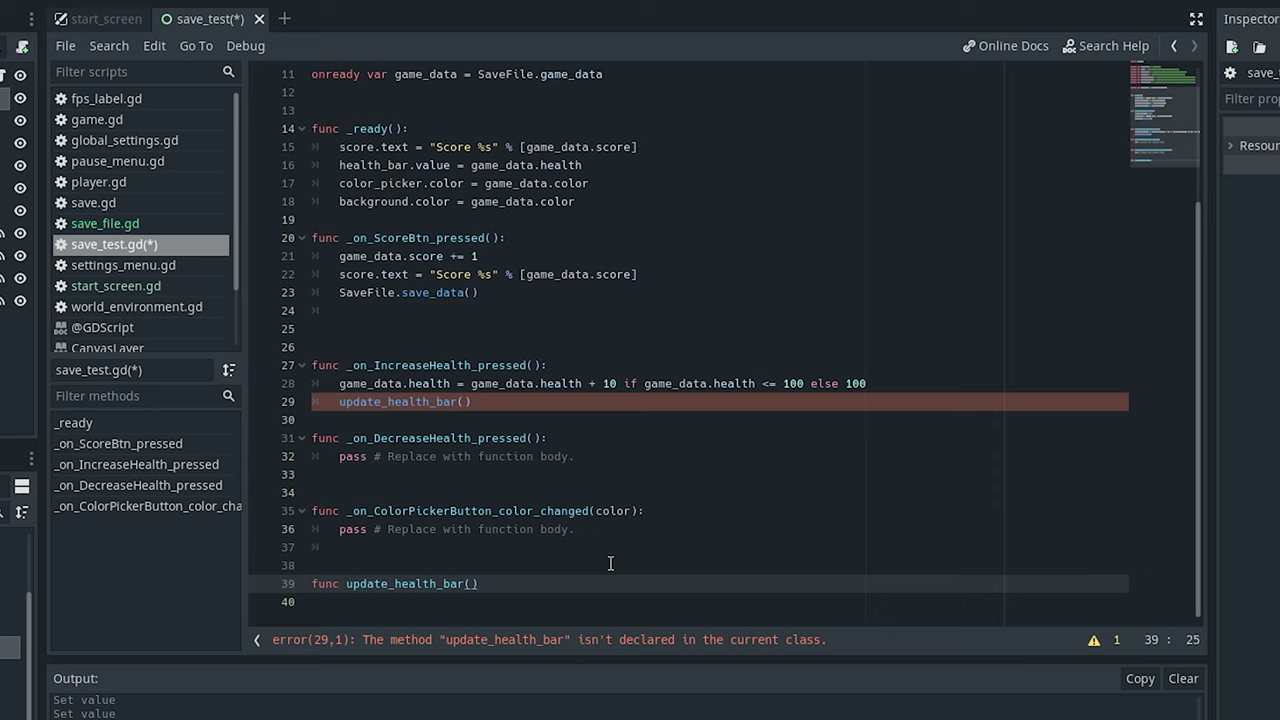 start_screen
save_test(*)
Inspector
File Search Edit Go To Debug
Online Docs
Search Help
save_
Filter scripts
Filter prop
fps_label.gd
game.gd
global_settings.gd
pause_menu.gd
player.gd
save.gd
save_file.gd
save_test.gd(*)
settings_menu.gd
start_screen.gd
world_environment.gd
@GDScript
CanvasLayer
Resour
save_test.gd(*)
Filter methods
_ready
_on_ScoreBtn_pressed
_on_IncreaseHealth_pressed
_on_DecreaseHealth_pressed
_on_ColorPickerButton_color_cha
11 onready var game_data = SaveFile.game_data
12
13
14 func _ready():
15 score.text = "Score %s" % [game_data.score]
16 health_bar.value = game_data.health
17 color_picker.color = game_data.color
18 background.color = game_data.color
19
20 func _on_ScoreBtn_pressed():
21 game_data.score += 1
22 score.text = "Score %s" % [game_data.score]
23 SaveFile.save_data()
24
25
26
27 func _on_IncreaseHealth_pressed():
28 game_data.health = game_data.health + 10 if game_data.health <= 100 else 100
29 update_health_bar()
30
31 func _on_DecreaseHealth_pressed():
32 pass # Replace with function body.
33
34
35 func _on_ColorPickerButton_color_changed(color):
36 pass # Replace with function body.
37
38
39 func update_health_bar()
40
error(29,1): The method "update_health_bar" isn't declared in the current class.
1 39 : 25
Output:
Copy Clear
Set value
Set value